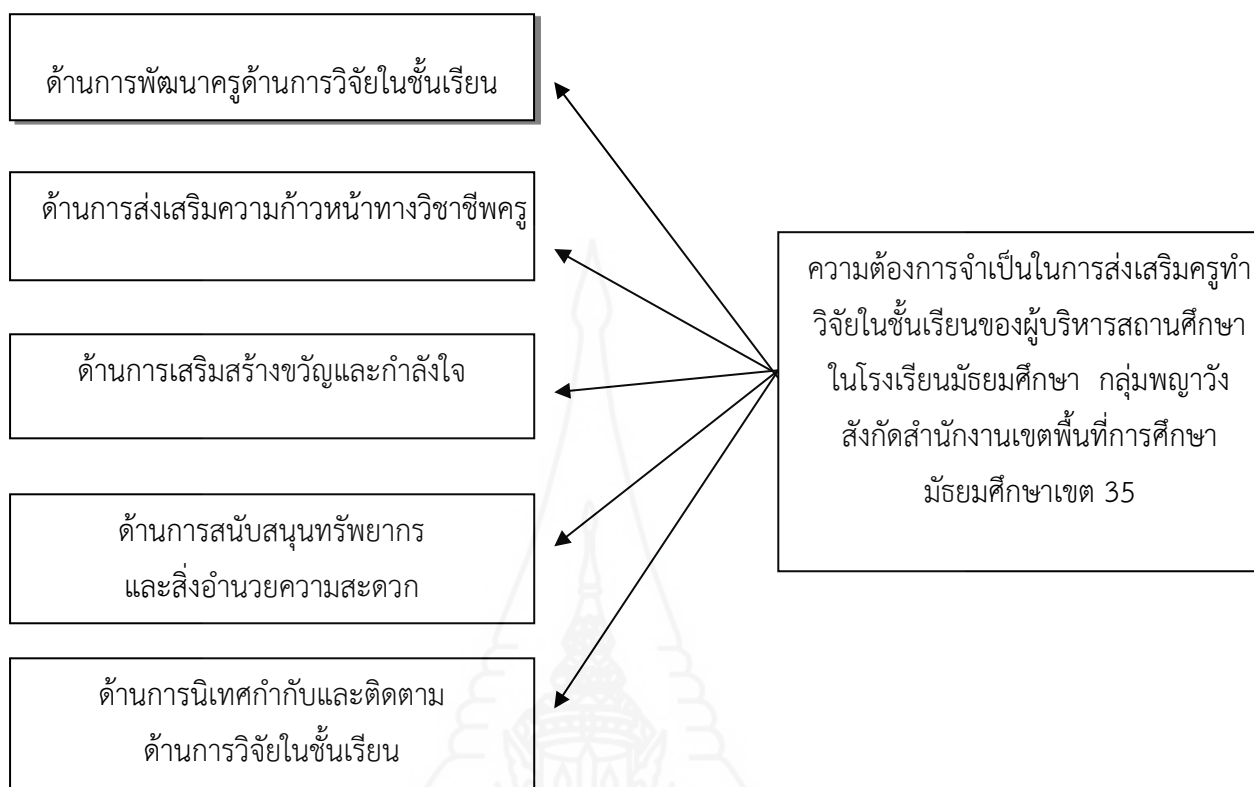 ด้านการพัฒนาครูด้านการวิจัยในชั้นเรียน
ด้านการส่งเสริมความก้าวหน้าทางวิชาชีพครู
ด้านการเสริมสร้างขวัญและกำลังใจ
ด้านการสนับสนุนทรัพยากร
และสิ่งอำนวยความสะดวก
ด้านการนิเทศกำกับและติดตาม
ด้านการวิจัยในชั้นเรียน
ความต้องการจำเป็นในการส่งเสริมครูทำ
วิจัยในชั้นเรียนของผู้บริหารสถานศึกษา
ในโรงเรียนมัธยมศึกษา กลุ่มพญาวัง
สังกัดสำนักงานเขตพื้นที่การศึกษา
มัธยมศึกษาเขต 35